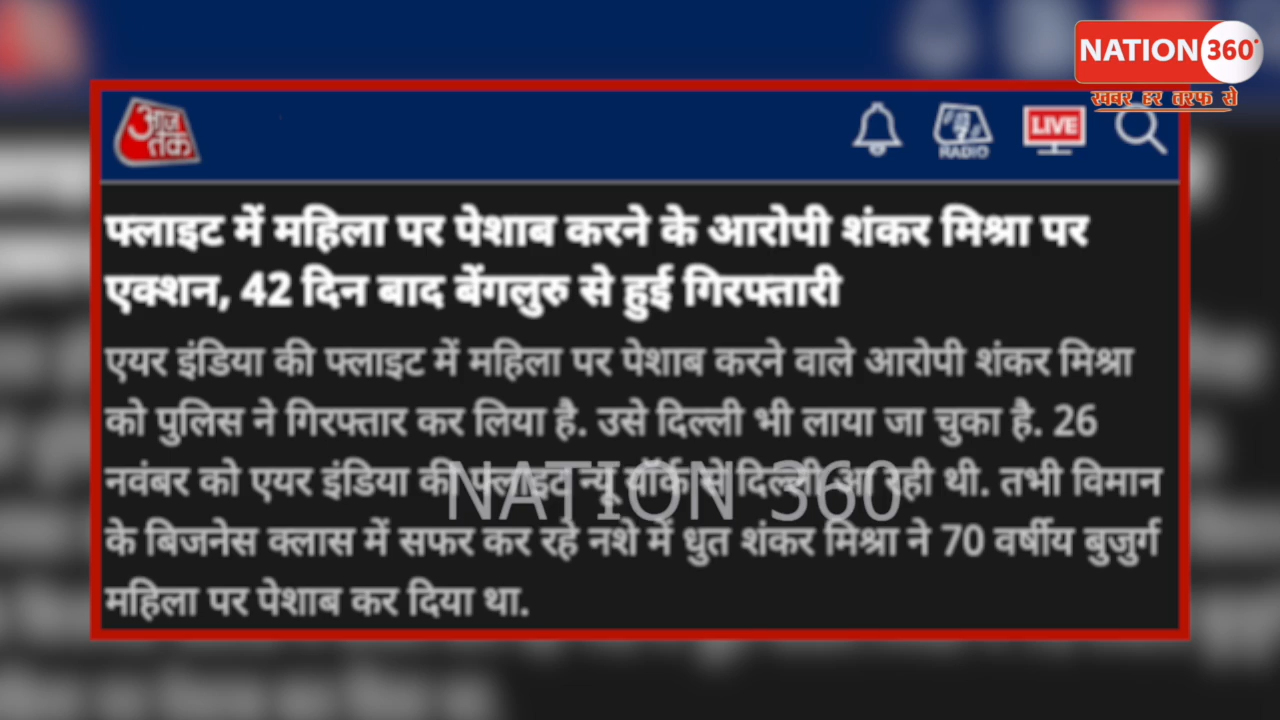 NATION 360°
खबर हर तरफ से
आज तक
RADIO
LIVE
फ्लाइट में महिला पर पेशाब करने के आरोपी शंकर मिश्रा पर
एक्शन, 42 दिन बाद बेंगलुरु से हुई गिरफ्तारी
एयर इंडिया की फ्लाइट में महिला पर पेशाब करने वाले आरोपी शंकर मिश्रा
को पुलिस ने गिरफ्तार कर लिया है. उसे दिल्ली भी लाया जा चुका है. 26
नवंबर को एयर इंडिया की फ्लाइट न्यू यॉर्क से दिल्ली आ रही थी. तभी विमान
NATION 360
के बिजनेस क्लास में सफर कर रहे नशे में धुत शंकर मिश्रा ने 70 वर्षीय बुजुर्ग
महिला पर पेशाब कर दिया था.